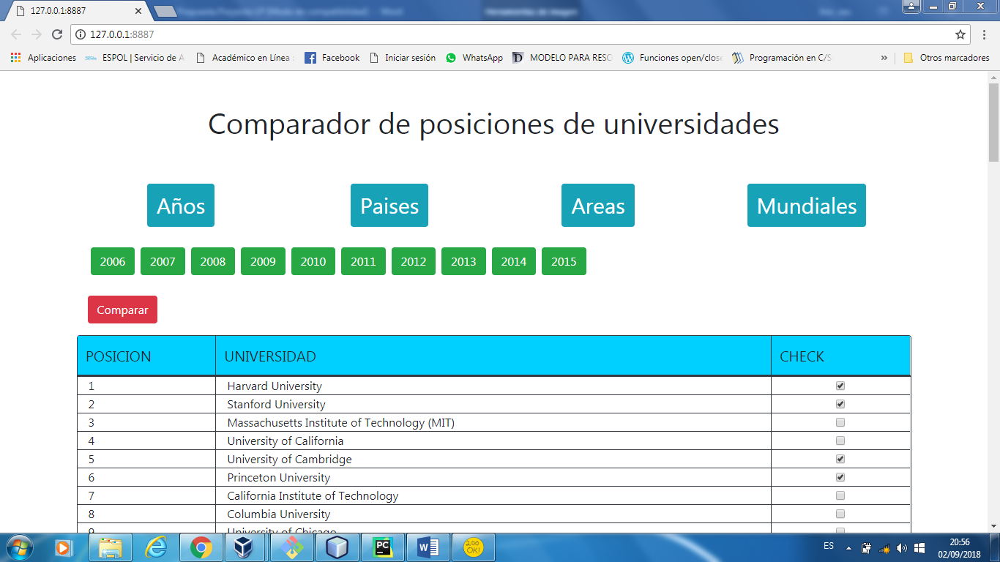 127.0.0.1:8887
127.0.0.1:8887
Aplicaciones ESPOL | Servicio de A Académico en Línea Facebook Iniciar sesión WhatsApp MODELO PARA RESO Funciones open/close Programación en C/S » Otros marcadores
Comparador de posiciones de universidades
Años Paises Areas Mundiales
2006 2007 2008 2009 2010 2011 2012 2013 2014 2015
Comparar
POSICION UNIVERSIDAD CHECK
1 Harvard University
2 Stanford University
3 Massachusetts Institute of Technology (MIT)
4 University of California
5 University of Cambridge
6 Princeton University
7 California Institute of Technology
8 Columbia University
9 University of Chicago
PC W 200 OK! ES 20:56
02/09/2018